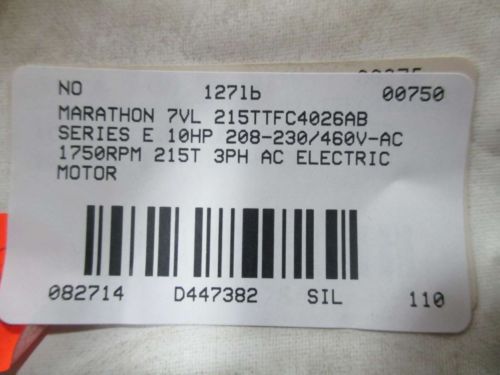 NO 127lb 00750
MARATHON 7VL 215TTFC4026AB
SERIES E 10HP 208-230/460V-AC
1750RPM 215T 3PH AC ELECTRIC
MOTOR
082714 D447382 SIL 110